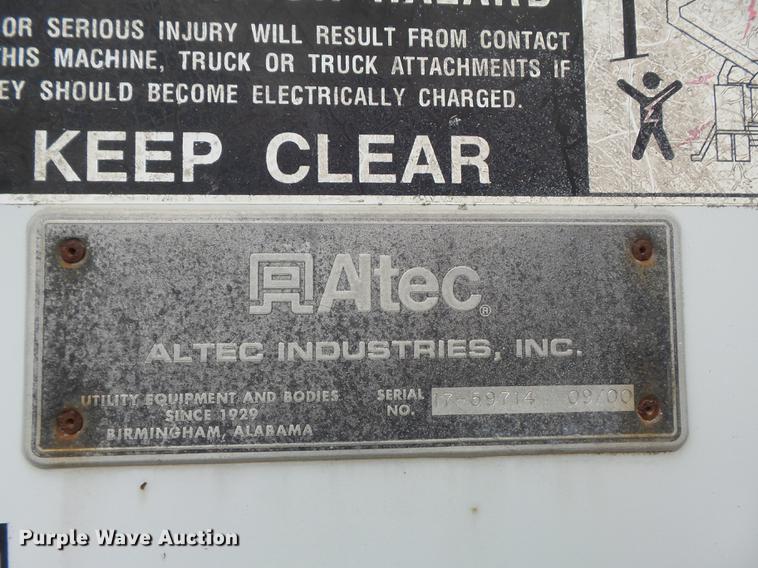 HAZARD
OR SERIOUS INJURY WILL RESULT FROM CONTACT
THIS MACHINE, TRUCK OR TRUCK ATTACHMENTS IF
EY SHOULD BECOME ELECTRICALLY CHARGED.
KEEP CLEAR
Altec®
ALTEC INDUSTRIES, INC.
UTILITY EQUIPMENT AND BODIES
SINCE 1929
BIRMINGHAM, ALABAMA
SERIAL NO. 17-59714 09/00
Purple Wave Auction